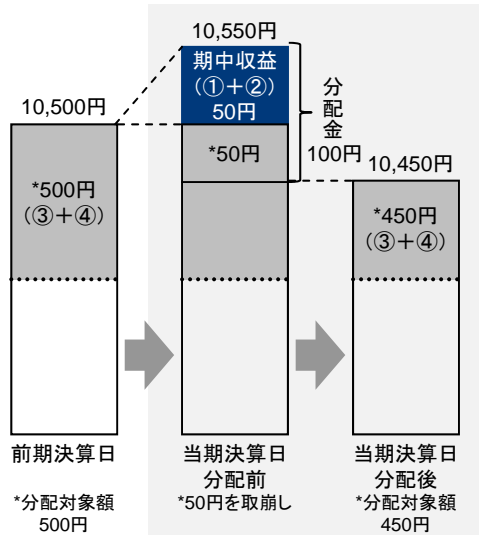 10,500円
*500円
（③＋④）
前期決算日
*分配対象額
500円
10,550円
期中収益
（①＋②）
50円
*50円
分配金
100円
当期決算日
分配前
*50円を取崩し
10,450円
*450円
（③＋④）
当期決算日
分配後
*分配対象額
450円